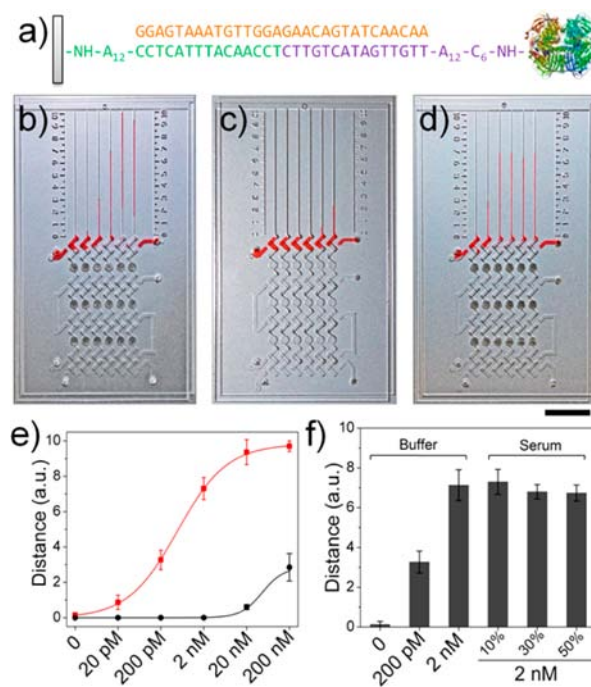 a)
GGAGTAAATGTTGGAGAACAGTATCAACAA
-NH-A12-CCTCATTTACAACCTCTTGTCATAGTTGTT-A12-C6-NH-
b)
c)
d)
e)
10
8
6
4
2
0
Distance (a.u.)
0
20 pM
200 pM
2 nM
20 nM
200 nM
f)
Buffer
Serum
10
8
6
4
2
0
Distance (a.u.)
0
200 pM
2 nM
10%
30%
50%
2 nM